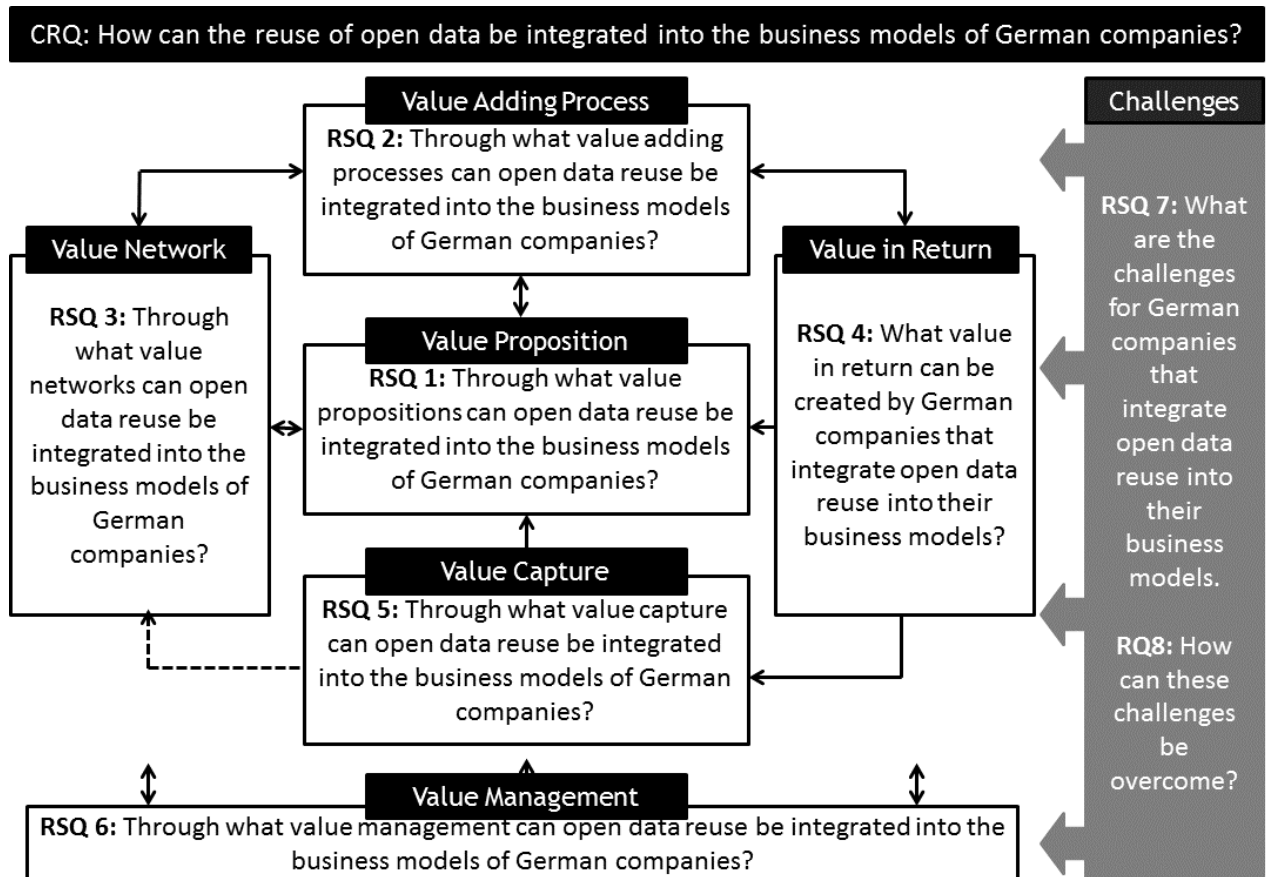 CRQ: How can the reuse of open data be integrated into the business models of German companies?
Value Adding Process
RSQ 2: Through what value adding
processes can open data reuse be
integrated into the business models
of German companies?
Value Network
RSQ 3: Through
what value
networks can open
data reuse be
integrated into the
business models of
German
companies?
Value Proposition
RSQ 1: Through what value
propositions can open data reuse be
integrated into the business models
of German companies?
Value in Return
RSQ 4: What value
in return can be
created by German
companies that
integrate open data
reuse into their
business models?
Value Capture
RSQ 5: Through what value capture
can open data reuse be integrated
into the business models of German
companies?
Value Management
RSQ 6: Through what value management can open data reuse be integrated into the
business models of German companies?
Challenges
RSQ 7: What
are the
challenges
for German
companies
that
integrate
open data
reuse into
their
business
models.
RQ8: How
can these
challenges
be
overcome?